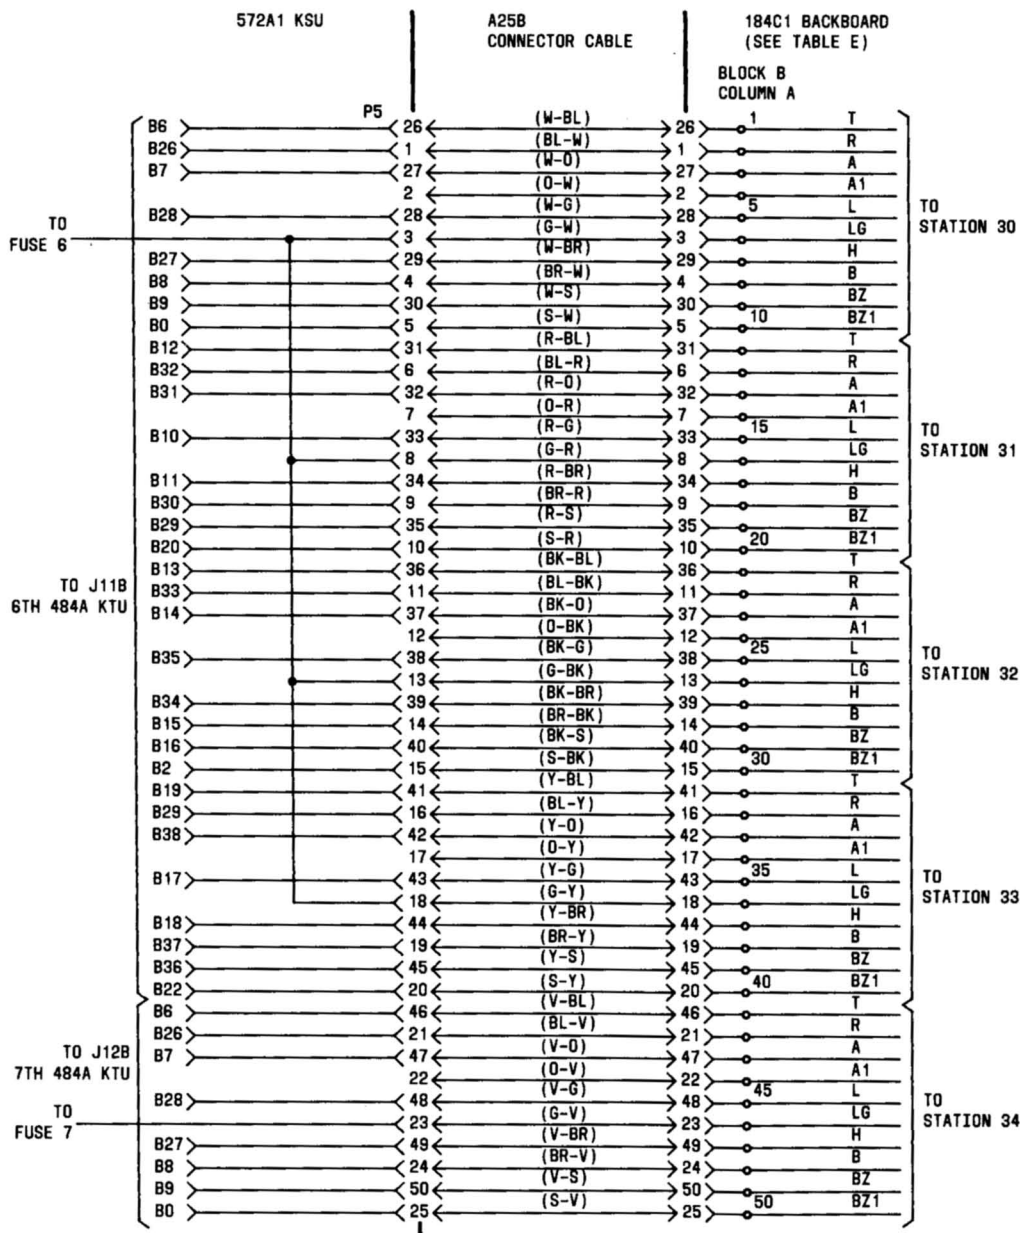 572A1 KSU A25B 184C1 BACKBOARD
CONNECTOR CABLE (SEE TABLE E)
BLOCK B
COLUMN A
P5
B6 26 (W-BL) 26 1 T
B26 1 (BL-W) 1 R
B7 27 (W-O) 27 A
2 (O-W) 2 A1
B28 28 (W-G) 28 5 L
TO FUSE 6 3 (G-W) 3 LG
TO STATION 30
B27 29 (W-BR) 29 H
B8 4 (BR-W) 4 B
B9 30 (W-S) 30 BZ
B0 5 (S-W) 5 10 BZ1
B12 31 (R-BL) 31 T
B32 6 (BL-R) 6 R
B31 32 (R-O) 32 A
7 (O-R) 7 A1
B10 33 (R-G) 33 15 L
8 (G-R) 8 LG
TO STATION 31
B11 34 (R-BR) 34 H
B30 9 (BR-R) 9 B
B29 35 (R-S) 35 BZ
B20 10 (S-R) 10 20 BZ1
B13 36 (BK-BL) 36 T
TO J11B
6TH 484A KTU
B33 11 (BL-BK) 11 R
B14 37 (BK-O) 37 A
12 (O-BK) 12 A1
B35 38 (BK-G) 38 25 L
13 (G-BK) 13 LG
TO STATION 32
B34 39 (BK-BR) 39 H
B15 14 (BR-BK) 14 B
B16 40 (BK-S) 40 BZ
B2 15 (S-BK) 15 30 BZ1
B19 41 (Y-BL) 41 T
B29 16 (BL-Y) 16 R
B38 42 (Y-O) 42 A
17 (O-Y) 17 A1
B17 43 (Y-G) 43 35 L
18 (G-Y) 18 LG
TO STATION 33
B18 44 (Y-BR) 44 H
B37 19 (BR-Y) 19 B
B36 45 (Y-S) 45 BZ
B22 20 (S-Y) 20 40 BZ1
B6 46 (V-BL) 46 T
B26 21 (BL-V) 21 R
TO J12B
7TH 484A KTU
B7 47 (V-O) 47 A
22 (O-V) 22 A1
B28 48 (V-G) 48 45 L
TO FUSE 7 23 (G-V) 23 LG
TO STATION 34
B27 49 (V-BR) 49 H
B8 24 (BR-V) 24 B
B9 50 (V-S) 50 BZ
B0 25 (S-V) 25 50 BZ1